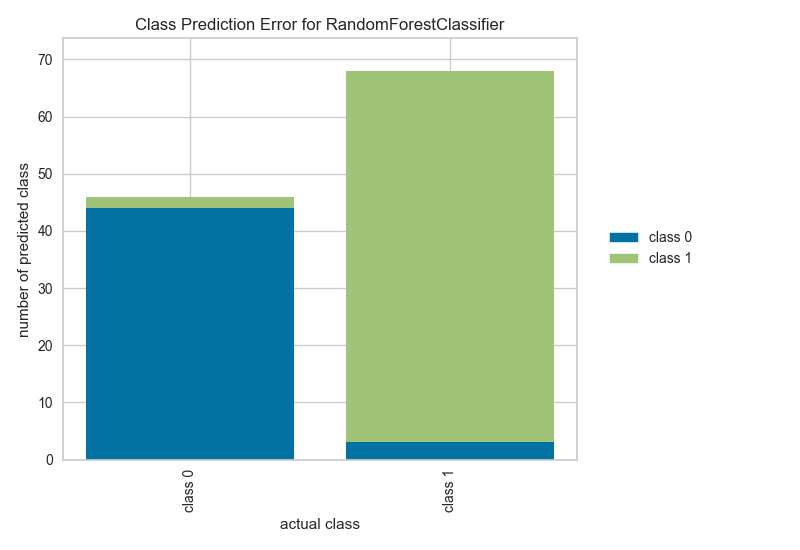 Class Prediction Error for RandomForestClassifier
number of predicted class
70
60
50
40
30
20
10
0
class 0
class 1
actual class
class 0
class 1